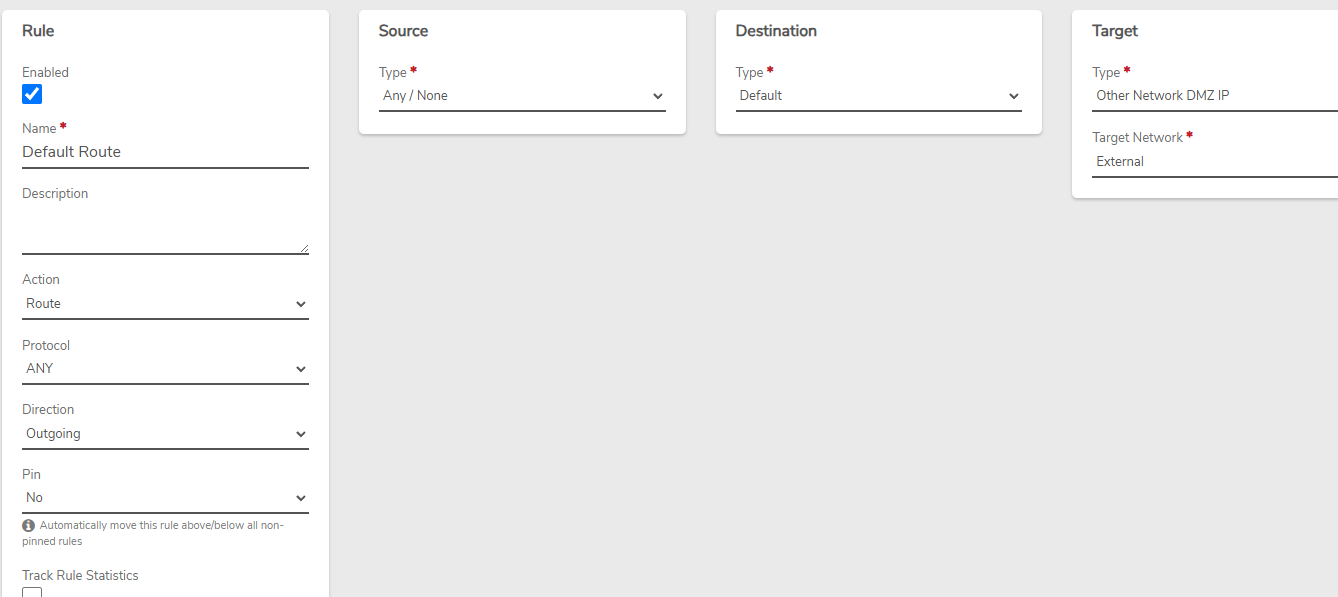 Rule
Enabled
Name *
Default Route
Description
Action
Route
Protocol
ANY
Direction
Outgoing
Pin
No
Automatically move this rule above/below all non-
pinned rules
Track Rule Statistics
Source
Type *
Any / None
Destination
Type *
Default
Target
Type *
Other Network DMZ IP
Target Network *
External